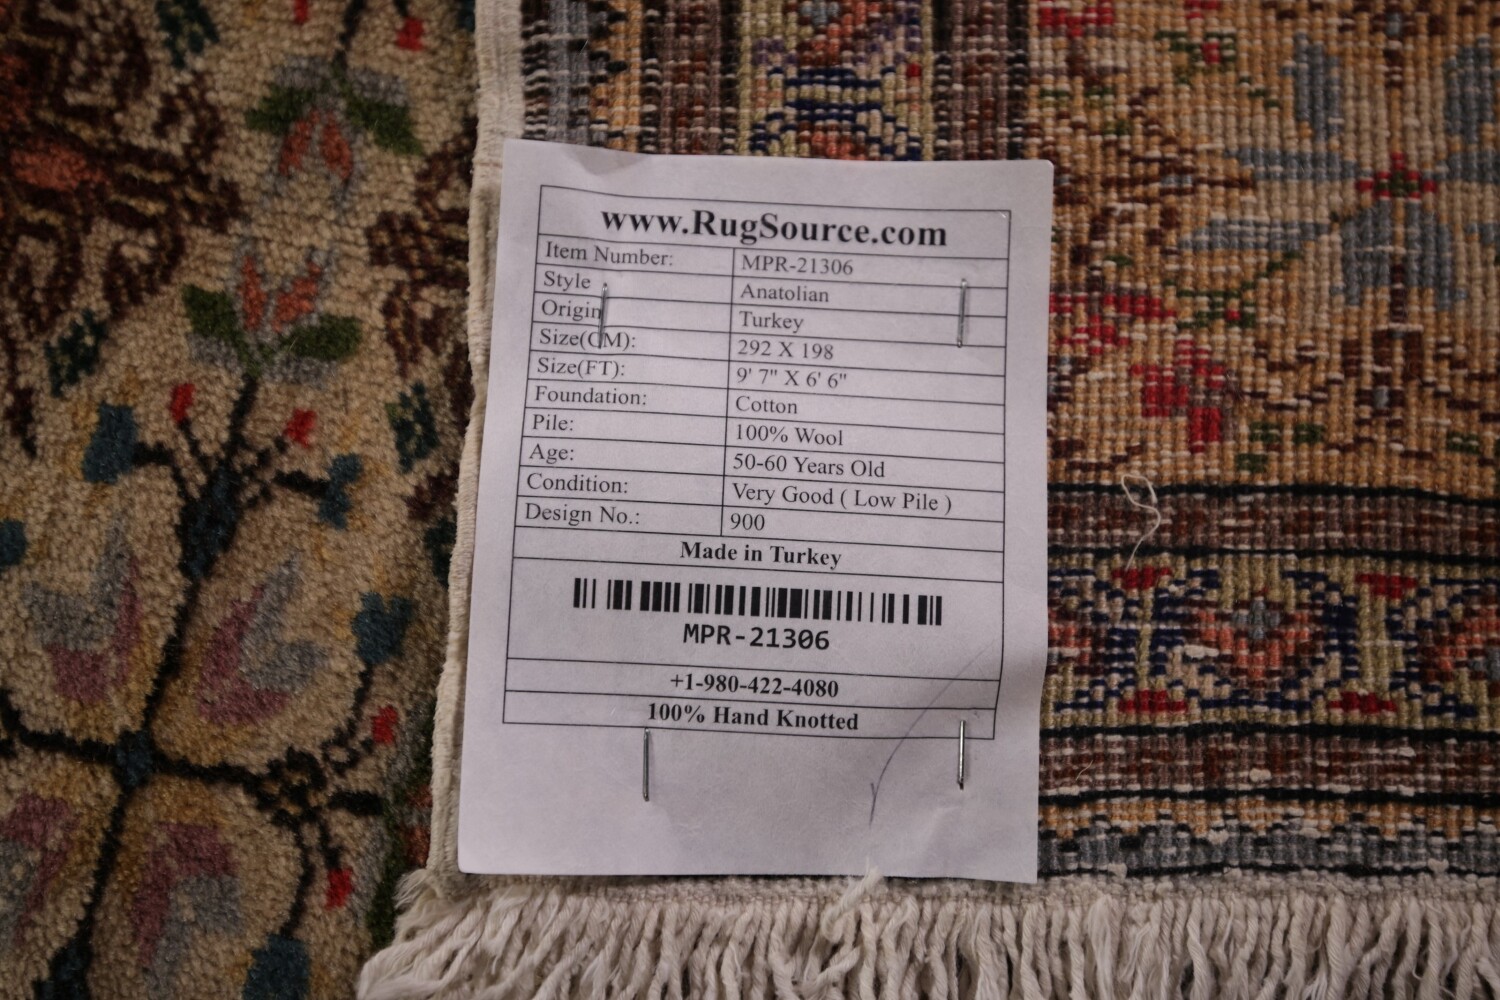 www.RugSource.com
Item Number: MPR-21306
Style Anatolian
Origin Turkey
Size(CM): 292 X 198
Size(FT): 9' 7" X 6' 6"
Foundation: Cotton
Pile: 100% Wool
Age: 50-60 Years Old
Condition: Very Good ( Low Pile )
Design No.: 900
Made in Turkey
MPR-21306
+1-980-422-4080
100% Hand Knotted